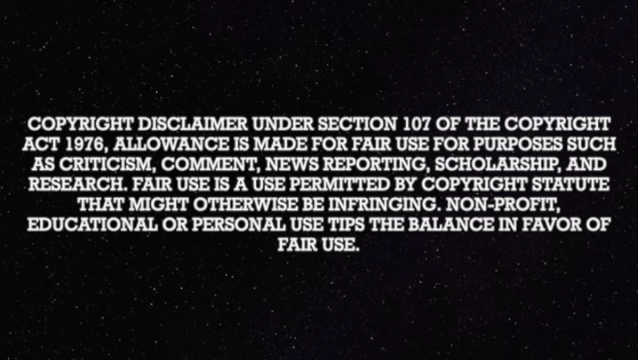 COPYRIGHT DISCLAIMER UNDER SECTION 107 OF THE COPYRIGHT
ACT 1976, ALLOWANCE IS MADE FOR FAIR USE FOR PURPOSES SUCH
AS CRITICISM, COMMENT, NEWS REPORTING, SCHOLARSHIP, AND
RESEARCH. FAIR USE IS A USE PERMITTED BY COPYRIGHT STATUTE
THAT MIGHT OTHERWISE BE INFRINGING. NON-PROFIT,
EDUCATIONAL OR PERSONAL USE TIPS THE BALANCE IN FAVOR OF
FAIR USE.